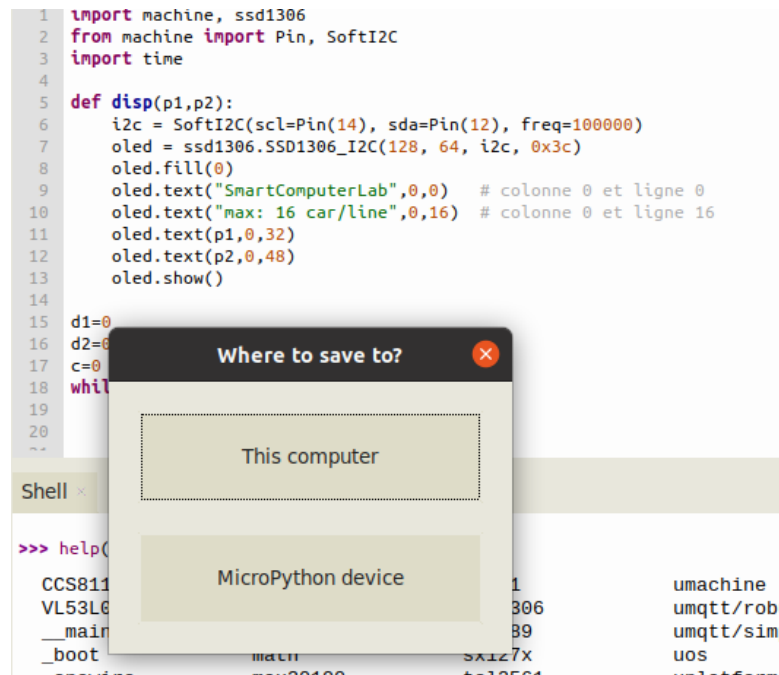 1 import machine, ssd1306
2 from machine import Pin, SoftI2C
3 import time
4
5 def disp(p1,p2):
6 i2c = SoftI2C(scl=Pin(14), sda=Pin(12), freq=100000)
7 oled = ssd1306.SSD1306_I2C(128, 64, i2c, 0x3c)
8 oled.fill(0)
9 oled.text("SmartComputerLab",0,0) # colonne 0 et ligne 0
10 oled.text("max: 16 car/line",0,16) # colonne 0 et ligne 16
11 oled.text(p1,0,32)
12 oled.text(p2,0,48)
13 oled.show()
14
15 d1=0
16 d2=0
17 c=0
18 whil
19
20
Where to save to?
This computer
MicroPython device
Shell
>>> help(
CCS811 1 umachine
VL53L0 306 umqtt/rob
__main 89 umqtt/sim
_boot math sx127x uos